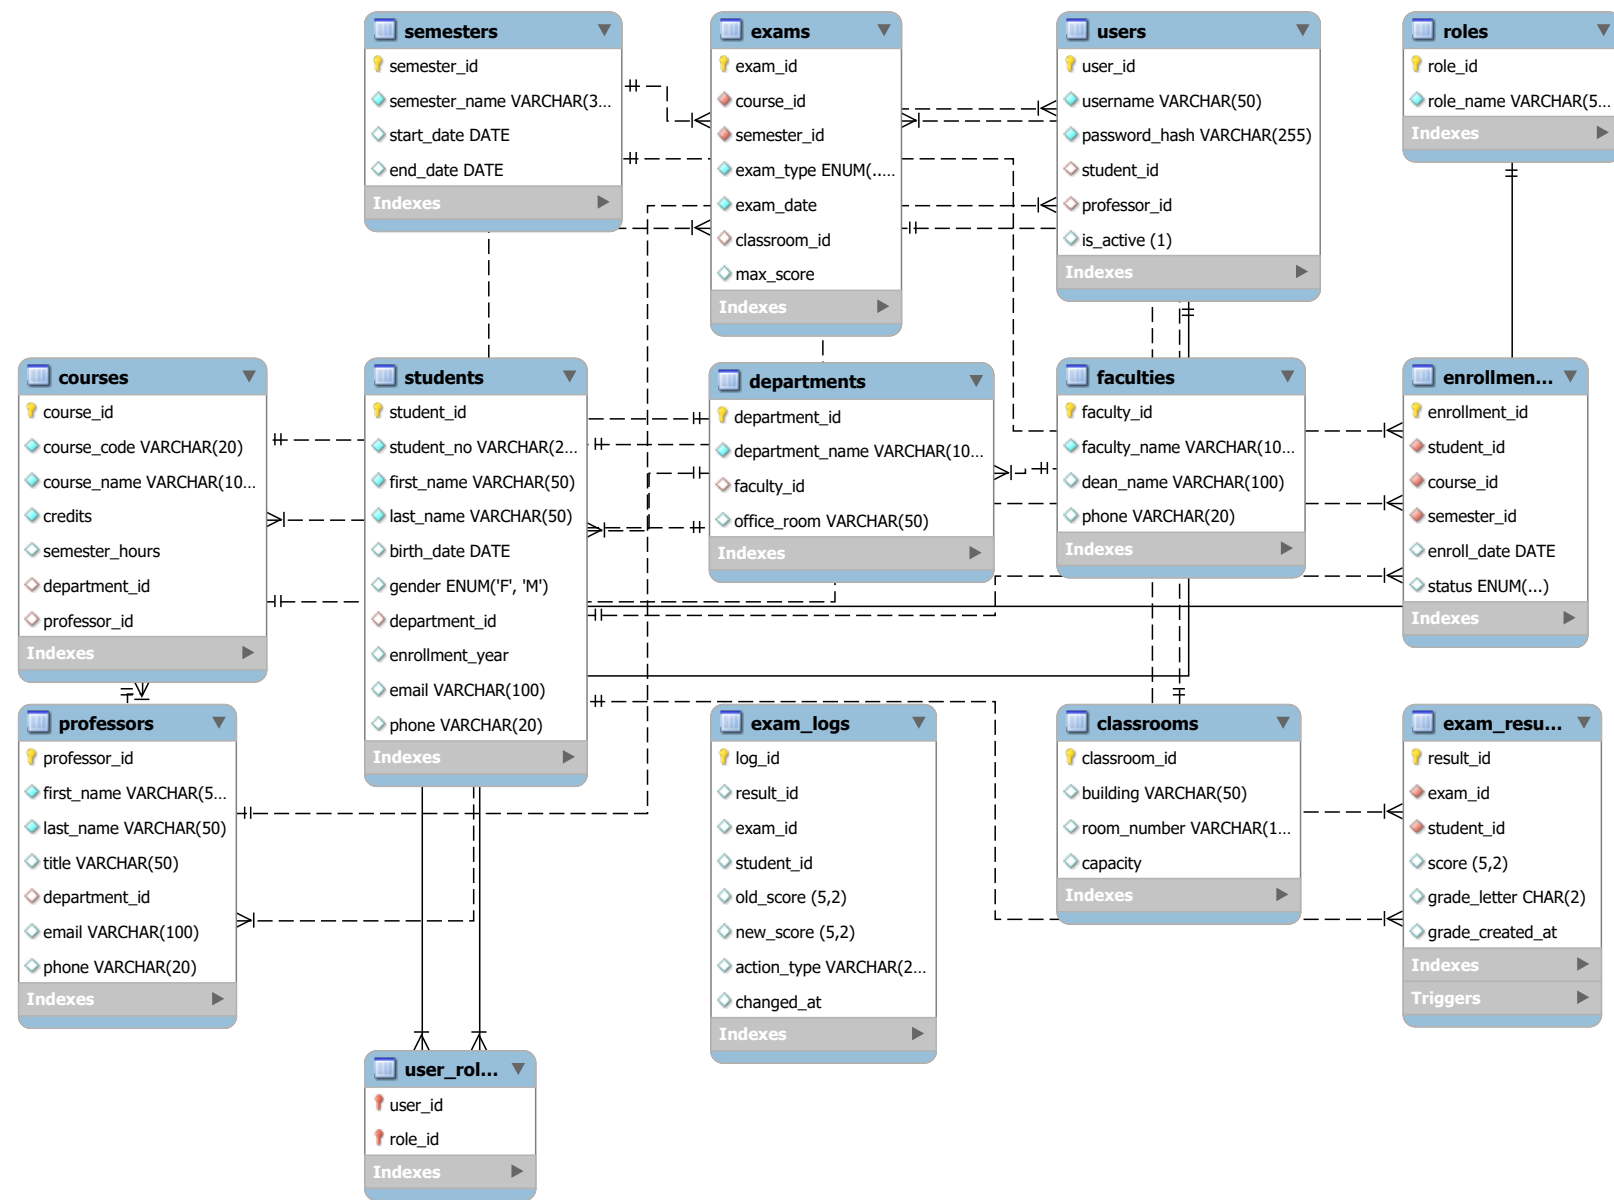 semesters
semester_id
semester_name VARCHAR(3...
start_date DATE
end_date DATE
Indexes
exams
exam_id
course_id
semester_id
exam_type ENUM(.....
exam_date
classroom_id
max_score
Indexes
users
user_id
username VARCHAR(50)
password_hash VARCHAR(255)
student_id
professor_id
is_active (1)
Indexes
roles
role_id
role_name VARCHAR(5...
Indexes
courses
course_id
course_code VARCHAR(20)
course_name VARCHAR(10...
credits
semester_hours
department_id
professor_id
Indexes
students
student_id
student_no VARCHAR(2...
first_name VARCHAR(50)
last_name VARCHAR(50)
birth_date DATE
gender ENUM('F', 'M')
department_id
enrollment_year
email VARCHAR(100)
phone VARCHAR(20)
Indexes
departments
department_id
department_name VARCHAR(10...
faculty_id
office_room VARCHAR(50)
Indexes
faculties
faculty_id
faculty_name VARCHAR(10...
dean_name VARCHAR(100)
phone VARCHAR(20)
Indexes
enrollmen...
enrollment_id
student_id
course_id
semester_id
enroll_date DATE
status ENUM(...)
Indexes
professors
professor_id
first_name VARCHAR(5...
last_name VARCHAR(50)
title VARCHAR(50)
department_id
email VARCHAR(100)
phone VARCHAR(20)
Indexes
exam_logs
log_id
result_id
exam_id
student_id
old_score (5,2)
new_score (5,2)
action_type VARCHAR(2...
changed_at
Indexes
classrooms
classroom_id
building VARCHAR(50)
room_number VARCHAR(1...
capacity
Indexes
exam_resu...
result_id
exam_id
student_id
score (5,2)
grade_letter CHAR(2)
grade_created_at
Indexes
Triggers
user_rol...
user_id
role_id
Indexes